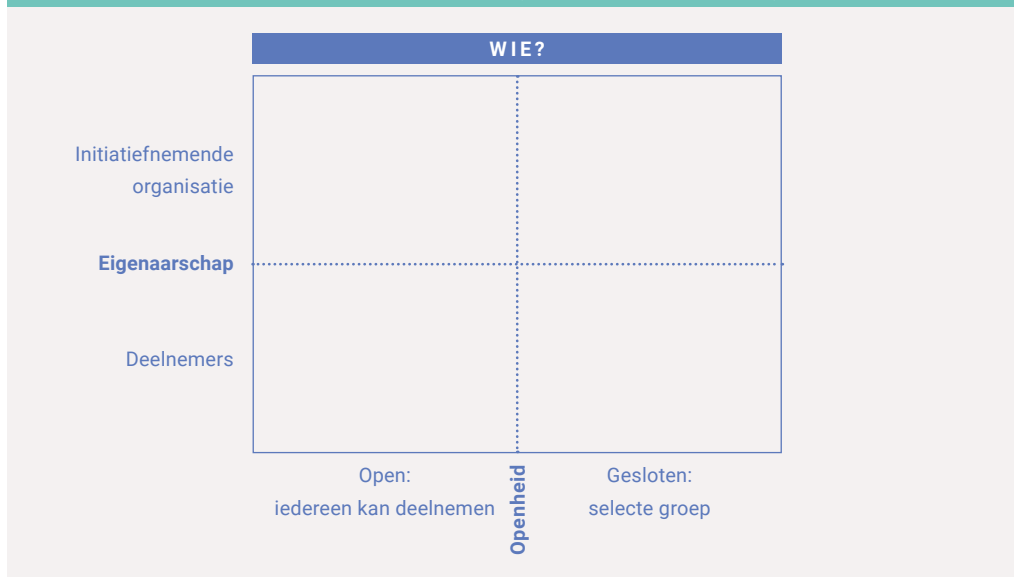 WIE?
Initiatiefnemende
organisatie
Eigenaarschap
Deelnemers
Open:
iedereen kan deelnemen
Openheid
Gesloten:
selecte groep